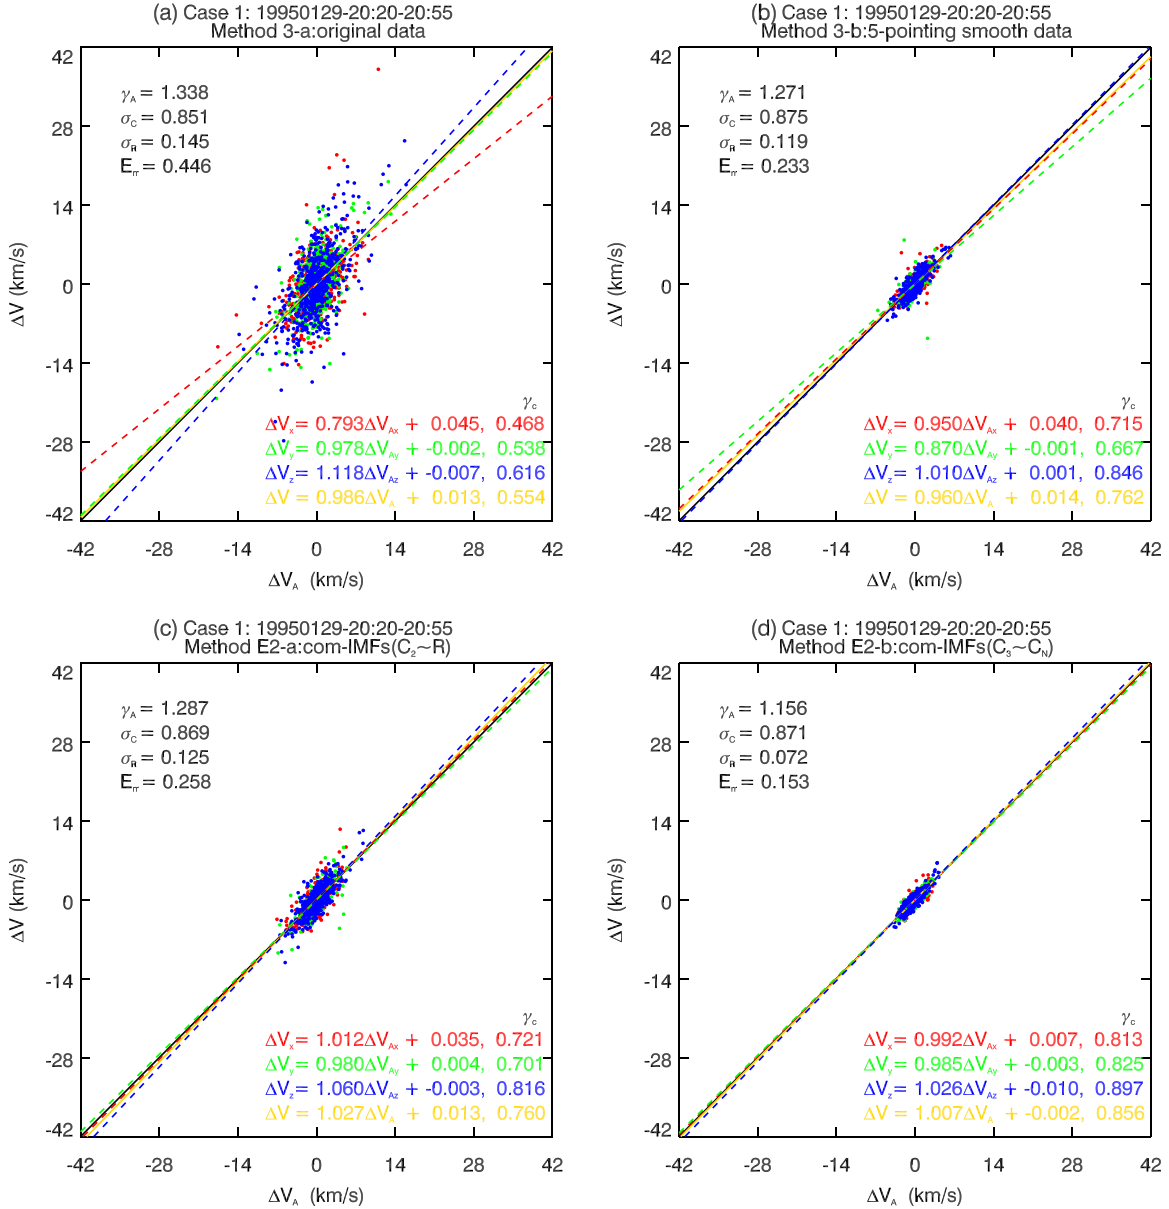 (a) Case 1: 19950129-20:20-20:55
Method 3-a:original data
42
28
14
0
-14
-28
-42
ΔV (km/s)
γA= 1.338
σC= 0.851
σR= 0.145
Err= 0.446
γc
ΔVx= 0.793ΔVAx + 0.045, 0.468
ΔVy= 0.978ΔVAy + -0.002, 0.538
ΔVz= 1.118ΔVAz + -0.007, 0.616
ΔV= 0.986ΔVA + 0.013, 0.554
-42 -28 -14 0 14 28 42
ΔVA (km/s)
(b) Case 1: 19950129-20:20-20:55
Method 3-b:5-pointing smooth data
42
28
14
0
-14
-28
-42
ΔV (km/s)
γA= 1.271
σC= 0.875
σR= 0.119
Err= 0.233
γc
ΔVx= 0.950ΔVAx + 0.040, 0.715
ΔVy= 0.870ΔVAy + -0.001, 0.667
ΔVz= 1.010ΔVAz + 0.001, 0.846
ΔV= 0.960ΔVA + 0.014, 0.762
-42 -28 -14 0 14 28 42
ΔVA (km/s)
(c) Case 1: 19950129-20:20-20:55
Method E2-a:com-IMFs(C2~R)
42
28
14
0
-14
-28
-42
ΔV (km/s)
γA= 1.287
σC= 0.869
σR= 0.125
Err= 0.258
γc
ΔVx= 1.012ΔVAx + 0.035, 0.721
ΔVy= 0.980ΔVAy + 0.004, 0.701
ΔVz= 1.060ΔVAz + -0.003, 0.816
ΔV= 1.027ΔVA + 0.013, 0.760
-42 -28 -14 0 14 28 42
ΔVA (km/s)
(d) Case 1: 19950129-20:20-20:55
Method E2-b:com-IMFs(C3~CN)
42
28
14
0
-14
-28
-42
ΔV (km/s)
γA= 1.156
σC= 0.871
σR= 0.072
Err= 0.153
γc
ΔVx= 0.992ΔVAx + 0.007, 0.813
ΔVy= 0.985ΔVAy + -0.003, 0.825
ΔVz= 1.026ΔVAz + -0.010, 0.897
ΔV= 1.007ΔVA + -0.002, 0.856
-42 -28 -14 0 14 28 42
ΔVA (km/s)